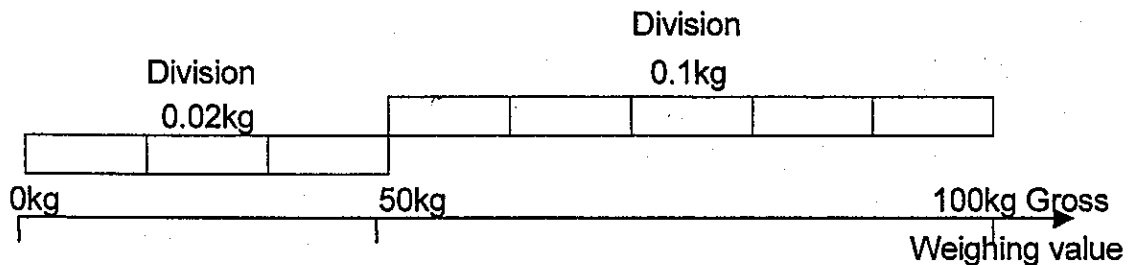 Division
0.1kg
Division
0.02kg
0kg
50kg
100kg Gross
Weighing value